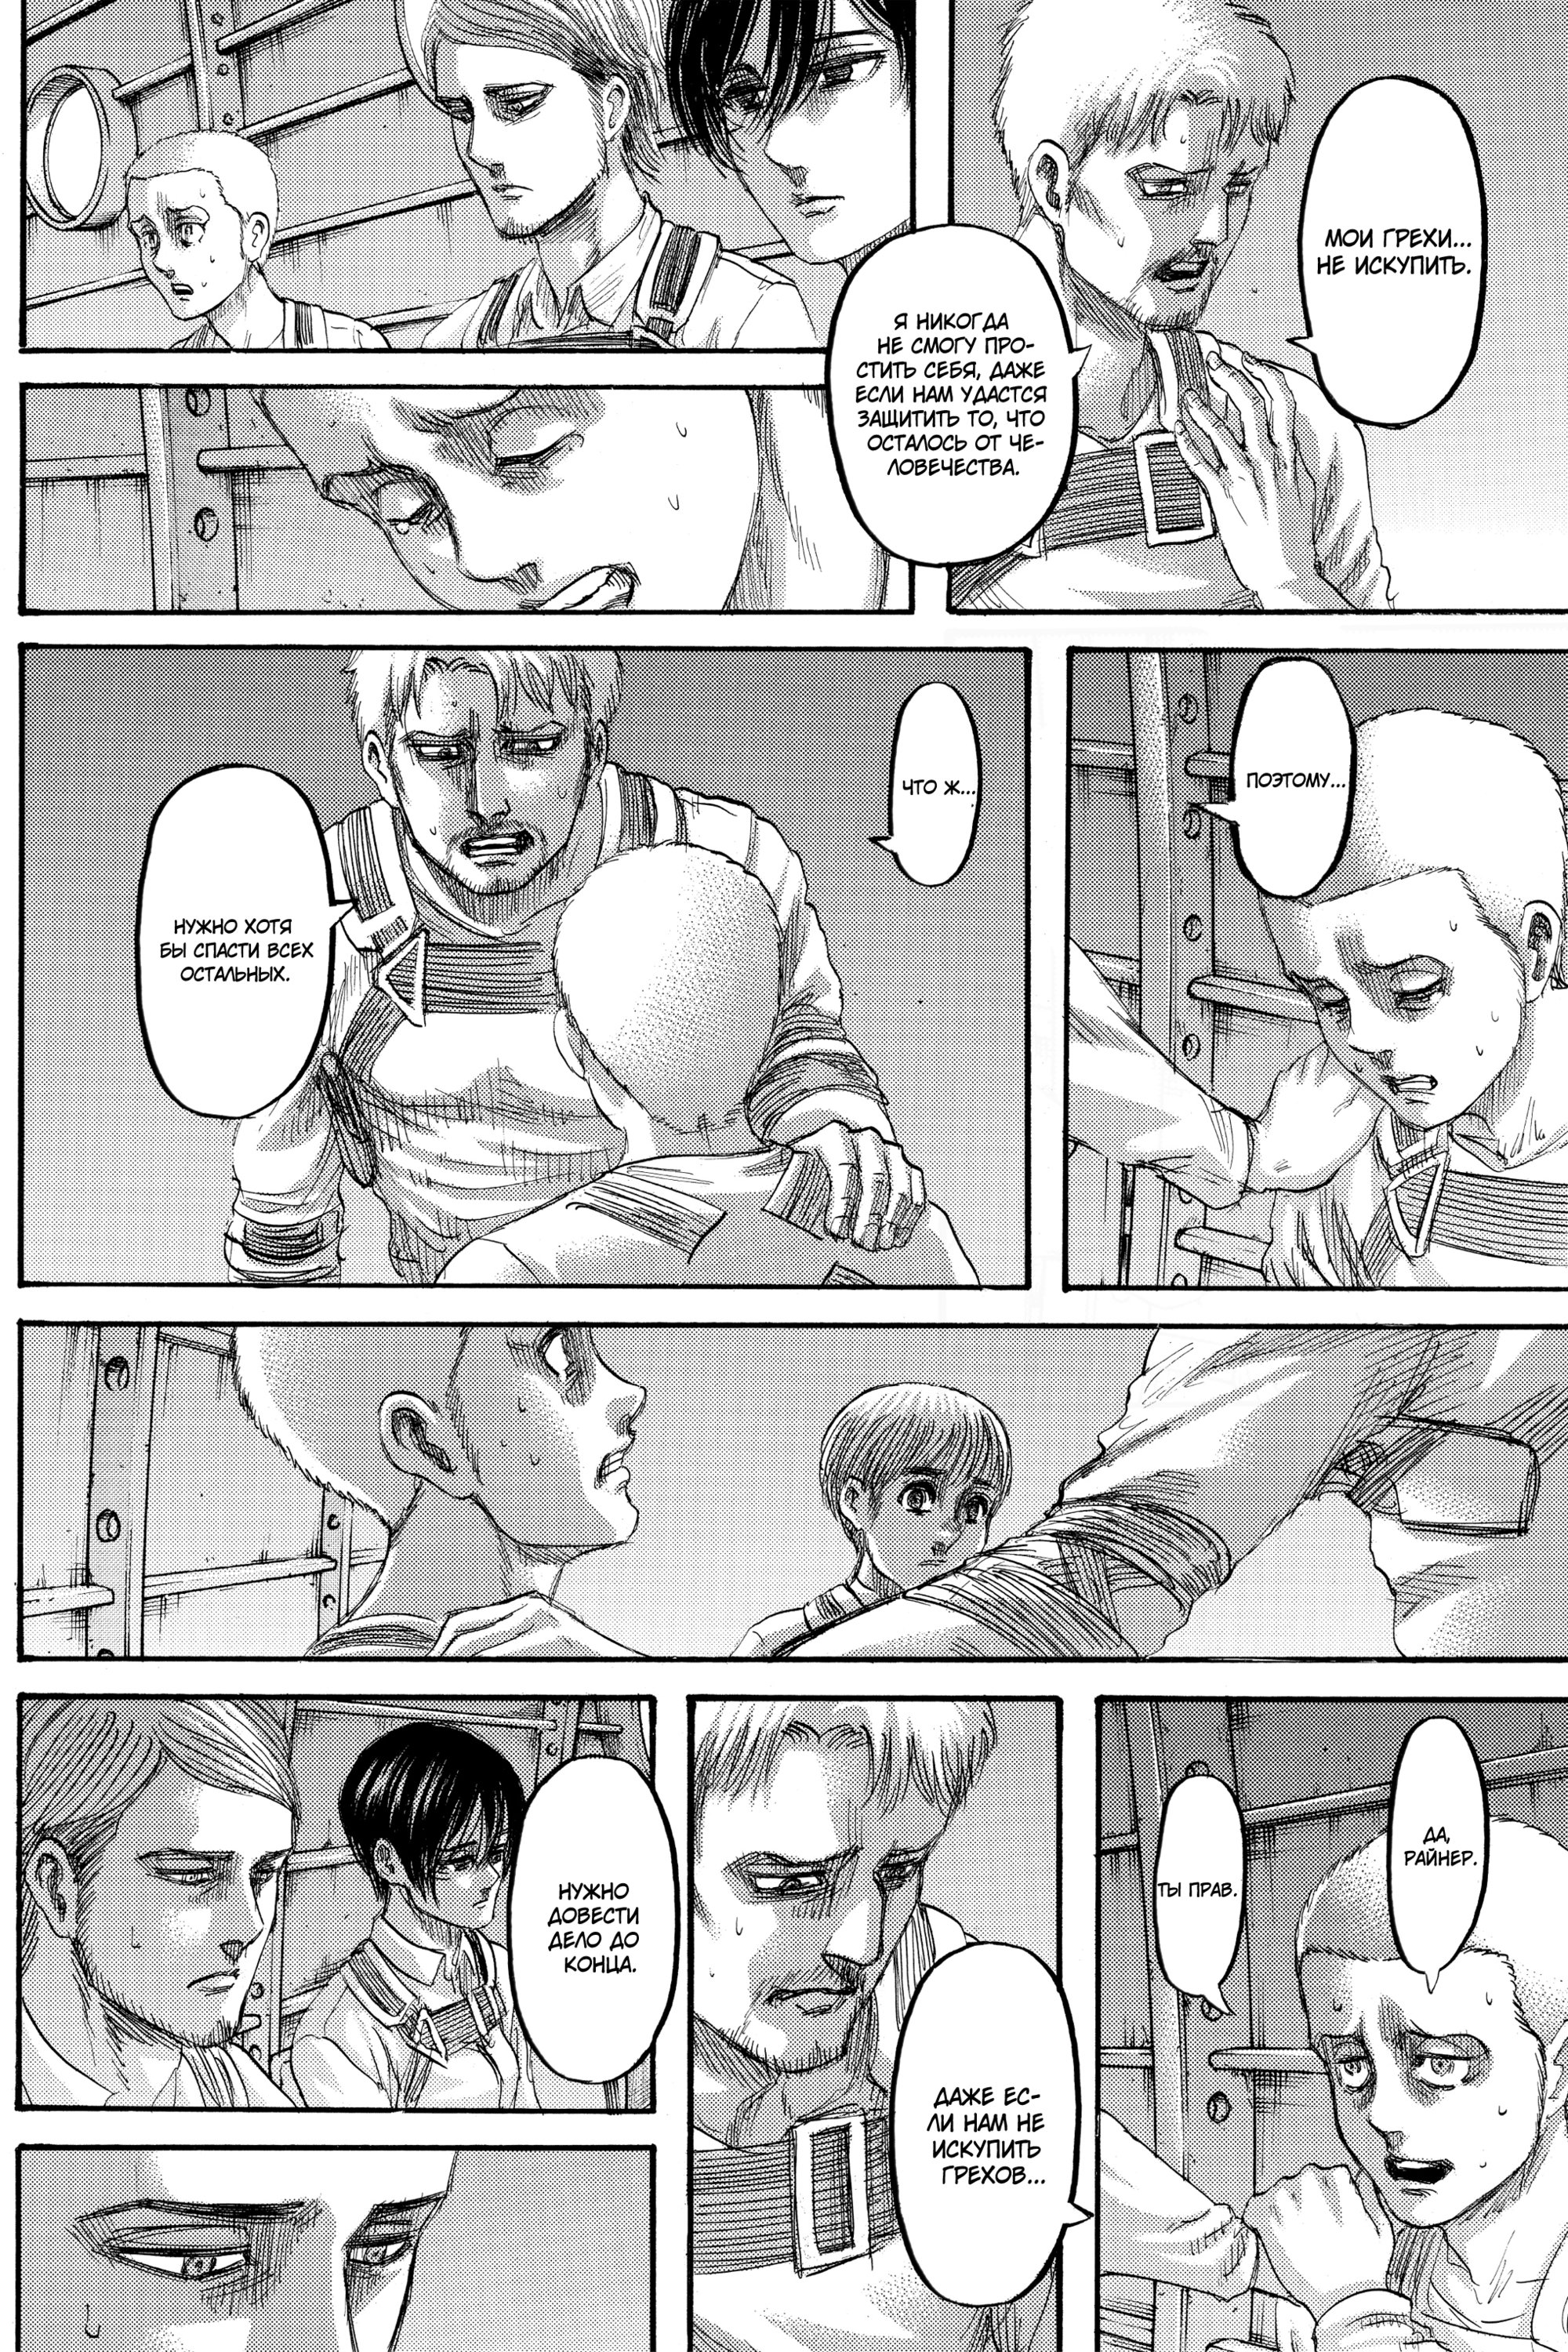 МОИ ГРЕХИ...
НЕ ИСКУПИТЬ.
Я НИКОГДА
НЕ СМОГУ ПРО-
СТИТЬ СЕБЯ, ДАЖЕ
ЕСЛИ НАМ УДАСТСЯ
ЗАЩИТИТЬ ТО, ЧТО
ОСТАЛОСЬ ОТ ЧЕ-
ЛОВЕЧЕСТВА.
ПОЭТОМУ...
ЧТО Ж...
НУЖНО ХОТЯ
БЫ СПАСТИ ВСЕХ
ОСТАЛЬНЫХ.
ДА,
РАЙНЕР.
ТЫ ПРАВ.
ДАЖЕ ЕС-
ЛИ НАМ НЕ
ИСКУПИТЬ
ГРЕХОВ...
НУЖНО
ДОВЕСТИ
ДЕЛО ДО
КОНЦА.